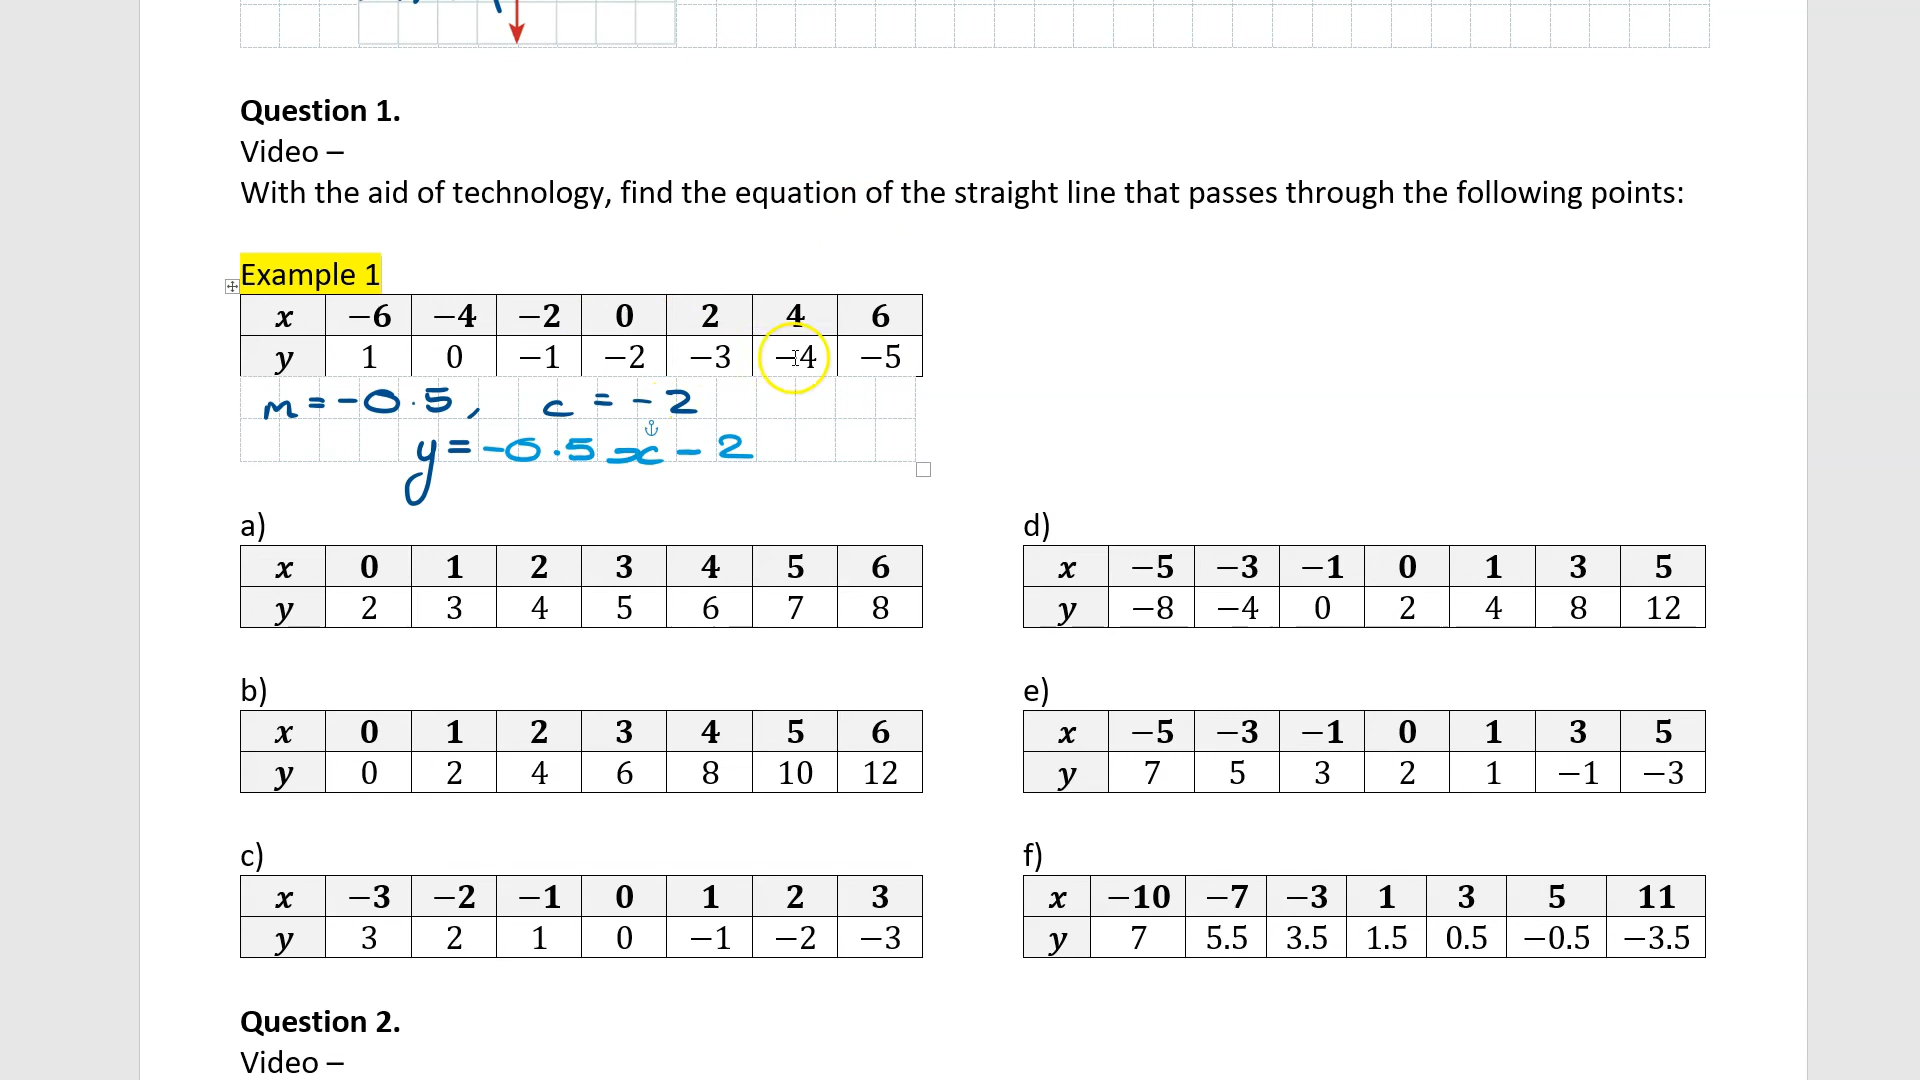 Question 1.
Video –
With the aid of technology, find the equation of the straight line that passes through the following points:
Example 1
x −6 −4 −2 0 2 4 6
y 1 0 −1 −2 −3 −4 −5
m = -0.5, c = -2
y = -0.5x - 2
a)
x 0 1 2 3 4 5 6
y 2 3 4 5 6 7 8
b)
x 0 1 2 3 4 5 6
y 0 2 4 6 8 10 12
c)
x −3 −2 −1 0 1 2 3
y 3 2 1 0 −1 −2 −3
d)
x −5 −3 −1 0 1 3 5
y −8 −4 0 2 4 8 12
e)
x −5 −3 −1 0 1 3 5
y 7 5 3 2 1 −1 −3
f)
x −10 −7 −3 1 3 5 11
y 7 5.5 3.5 1.5 0.5 −0.5 −3.5
Question 2.
Video –